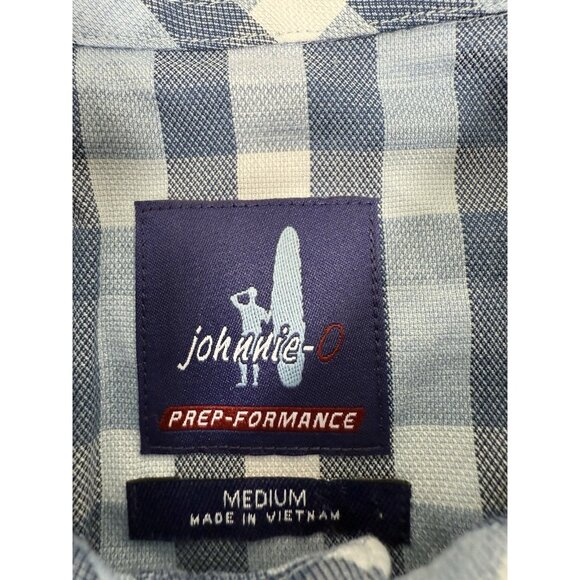 johnnie-O
PREP-FORMANCE
MEDIUM
MADE IN VIETNAM